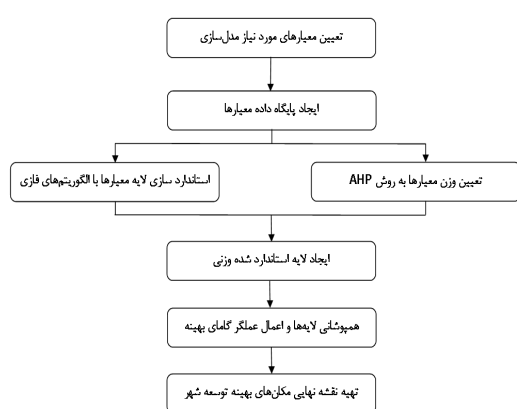 تعیین معیارهای مورد نیاز مدل‌سازی
ایجاد پایگاه داده معیارها
تعیین وزن معیارها به روش AHP
استاندارد سازی لایه معیارها با الگوریتم‌های فازی
ایجاد لایه استاندارد شده وزنی
همپوشانی لایه‌ها و اعمال عملگر گامای بهینه
تهیه نقشه نهایی مکان‌های بهینه توسعه شهر